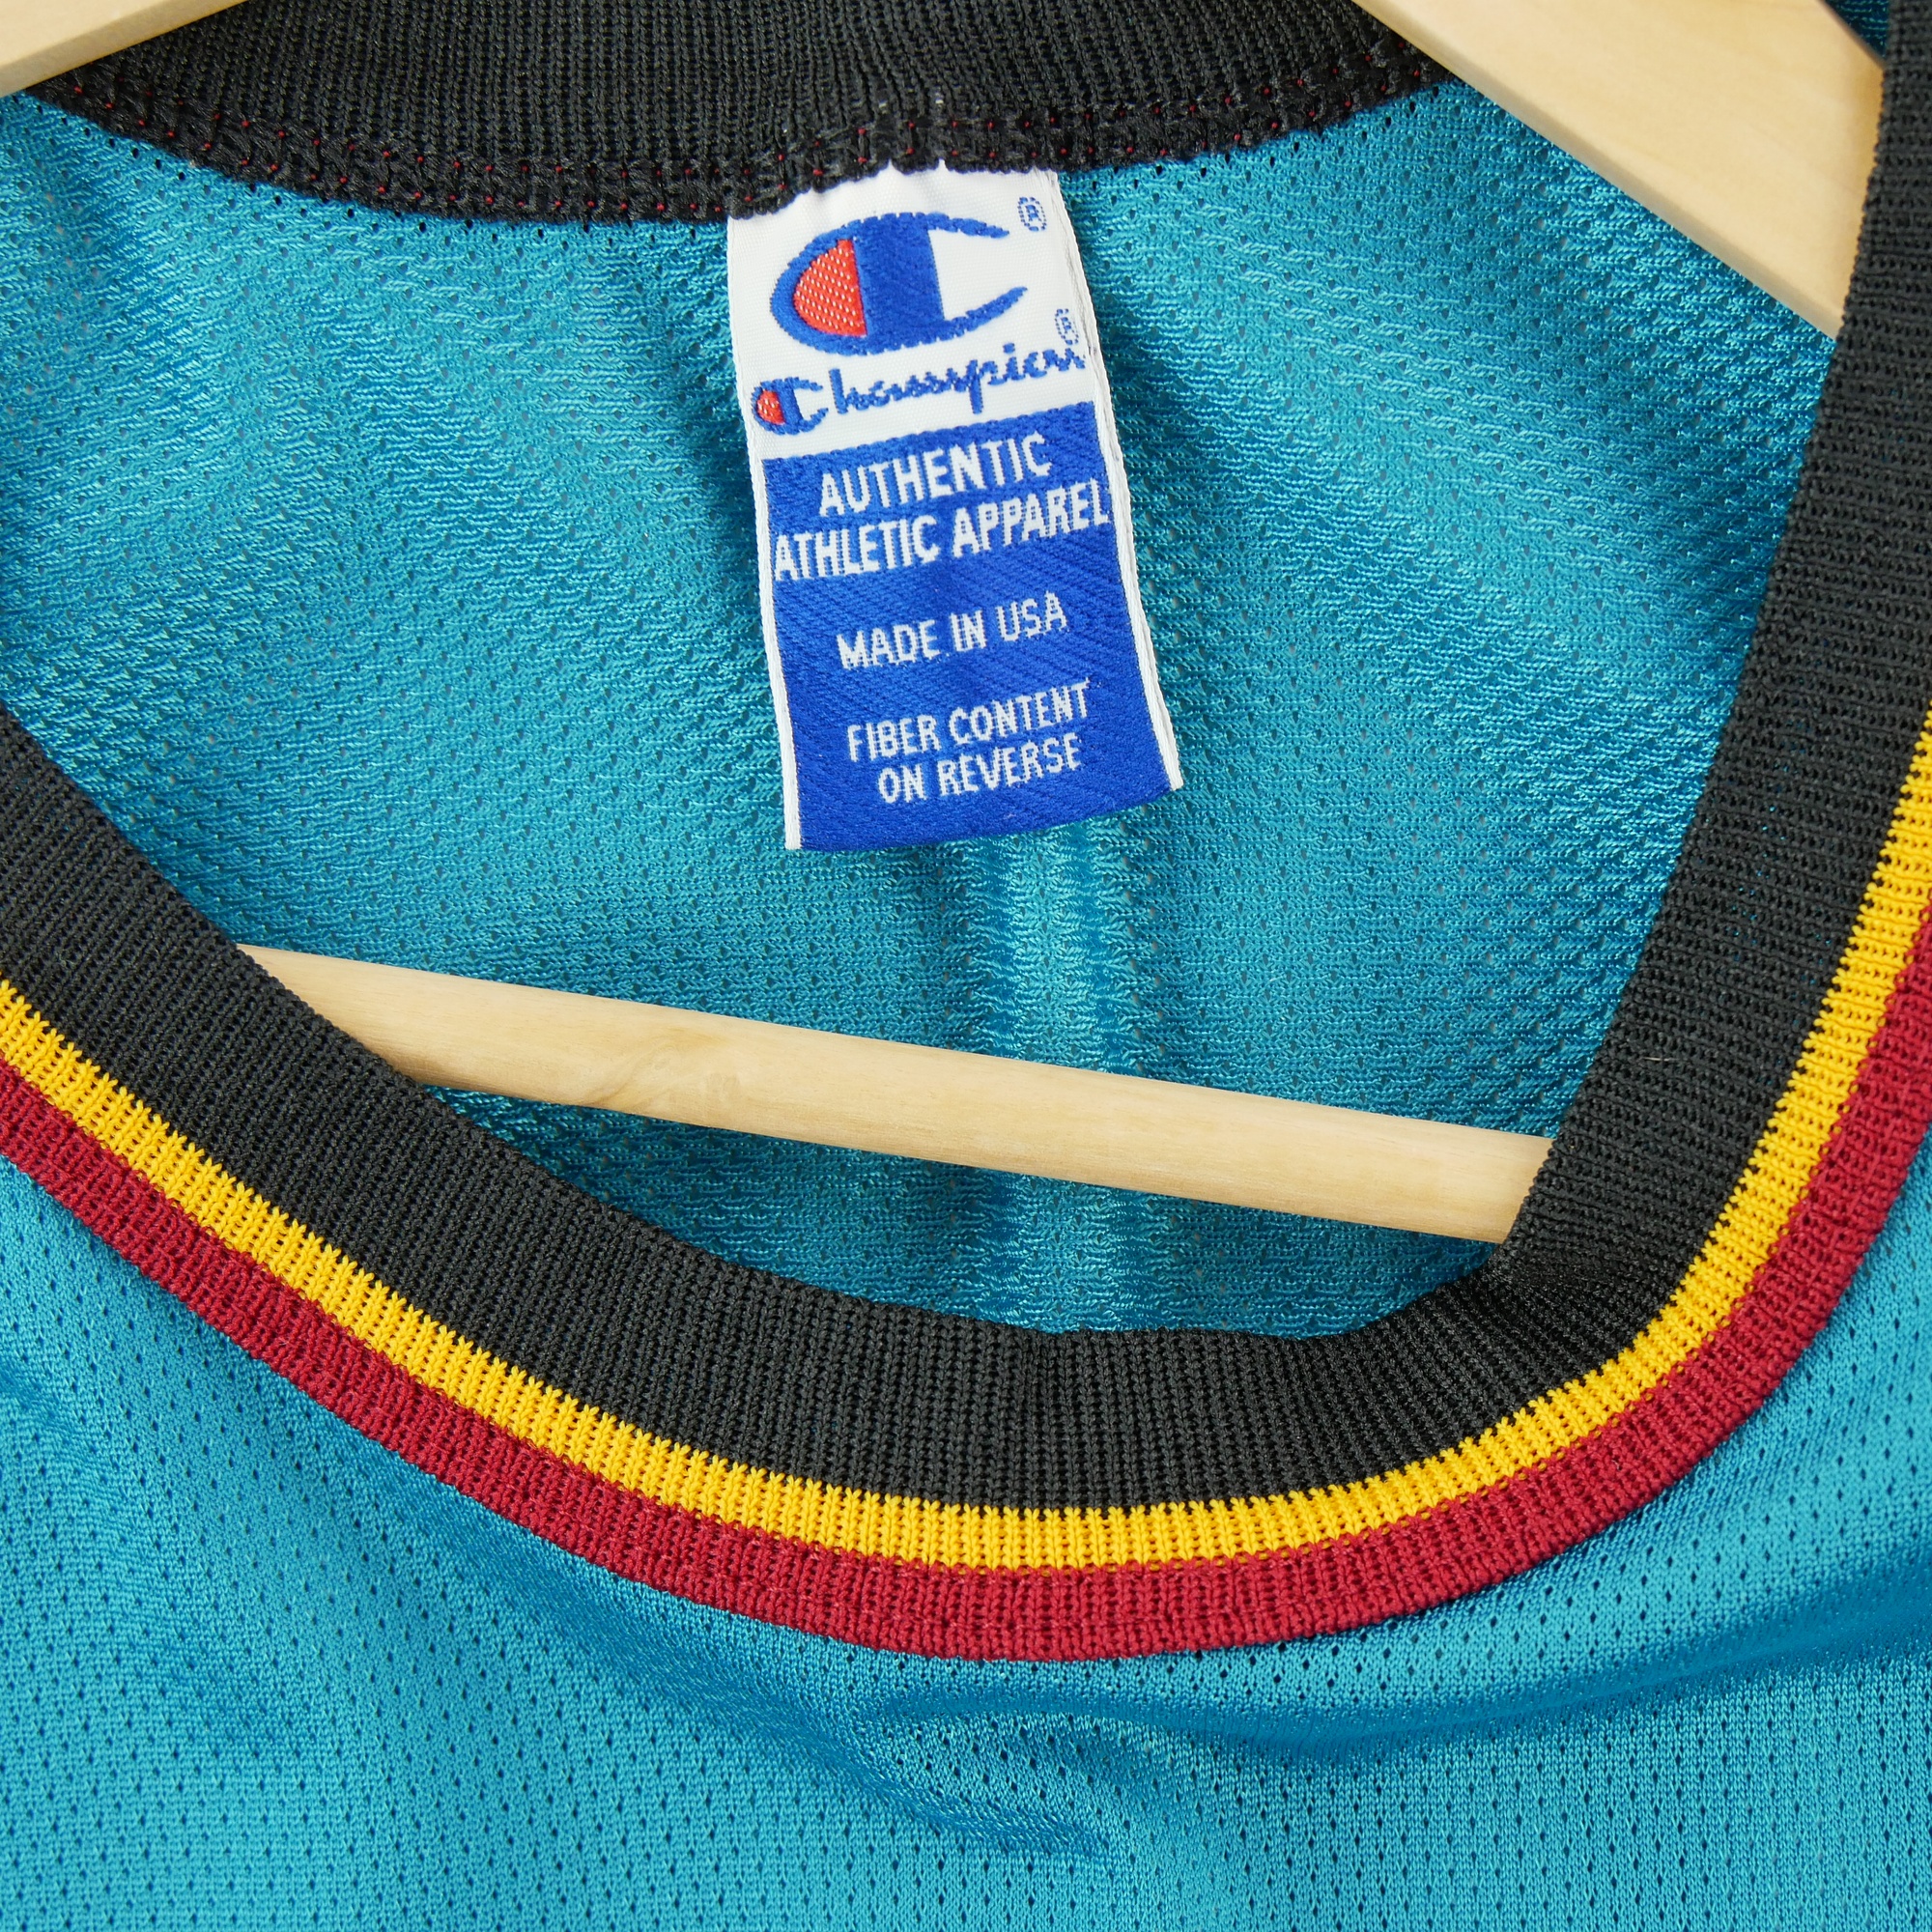 ®
Champion®
AUTHENTIC
ATHLETIC APPAREL
MADE IN USA
FIBER CONTENT
ON REVERSE